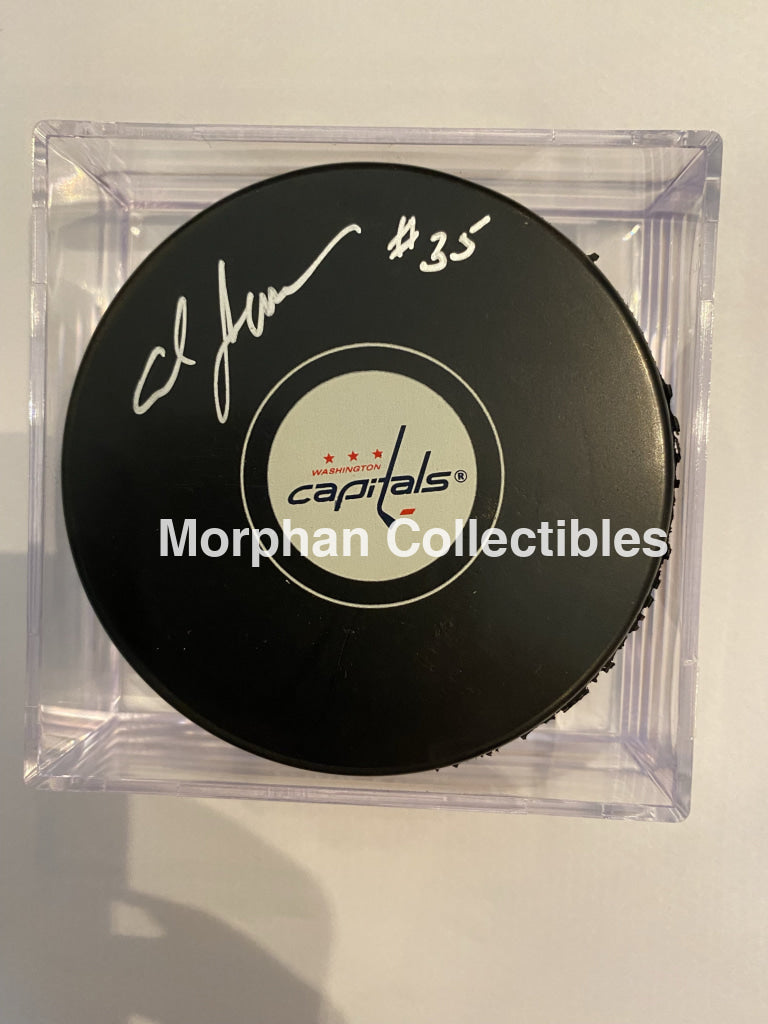 #35
WASHINGTON
capitals®
Morphan Collectibles